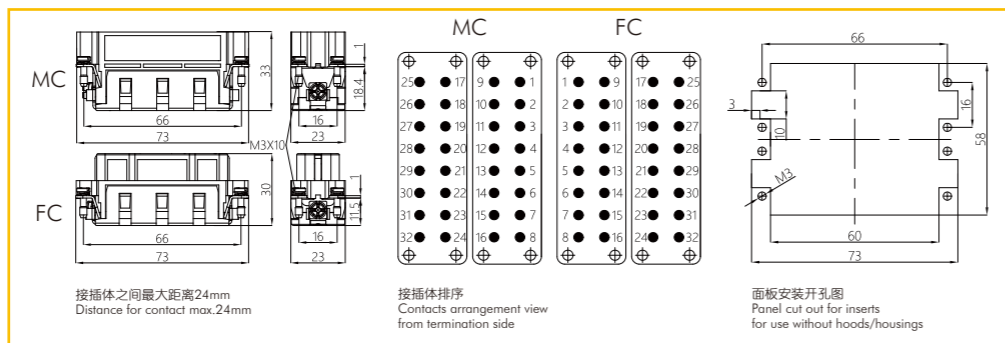 MC
33
1
18.4
66
73
16
23
M3X10
FC
30
1
11.5
66
73
16
23
接插体之间最大距离24mm
Distance for contact max.24mm
MC
25 17 9 1
26 18 10 2
27 19 11 3
28 20 12 4
29 21 13 5
30 22 14 6
31 23 15 7
32 24 16 8
FC
1 9 17 25
2 10 18 26
3 11 19 27
4 12 20 28
5 13 21 29
6 14 22 30
7 15 23 31
8 16 24 32
接插体排序
Contacts arrangement view
from termination side
66
3
10
16
58
M3
60
73
面板安装开孔图
Panel cut out for inserts
for use without hoods/housings